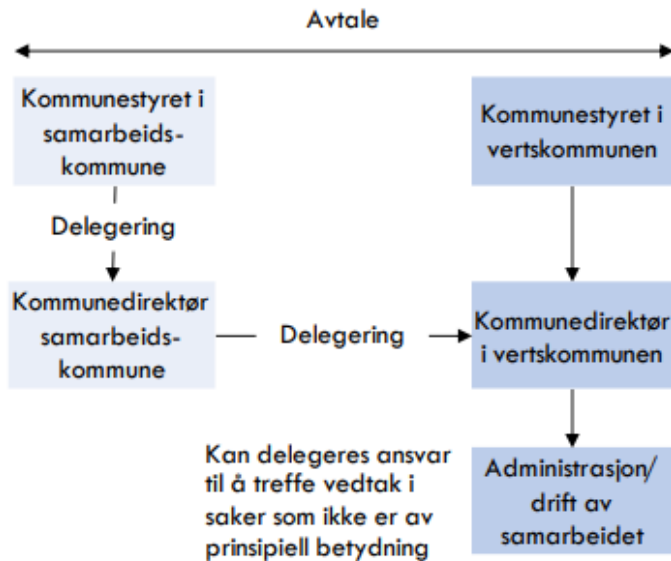 Avtale
Kommunestyret i
samarbeids-
kommune
Kommunestyret i
vertskommunen
Delegering
Kommunedirektør
samarbeids-
kommune
Delegering
Kommunedirektør
i vertskommunen
Kan delegeres ansvar
til å treffe vedtak i
saker som ikke er av
prinsipiell betydning
Administrasjon/
drift av
samarbeidet